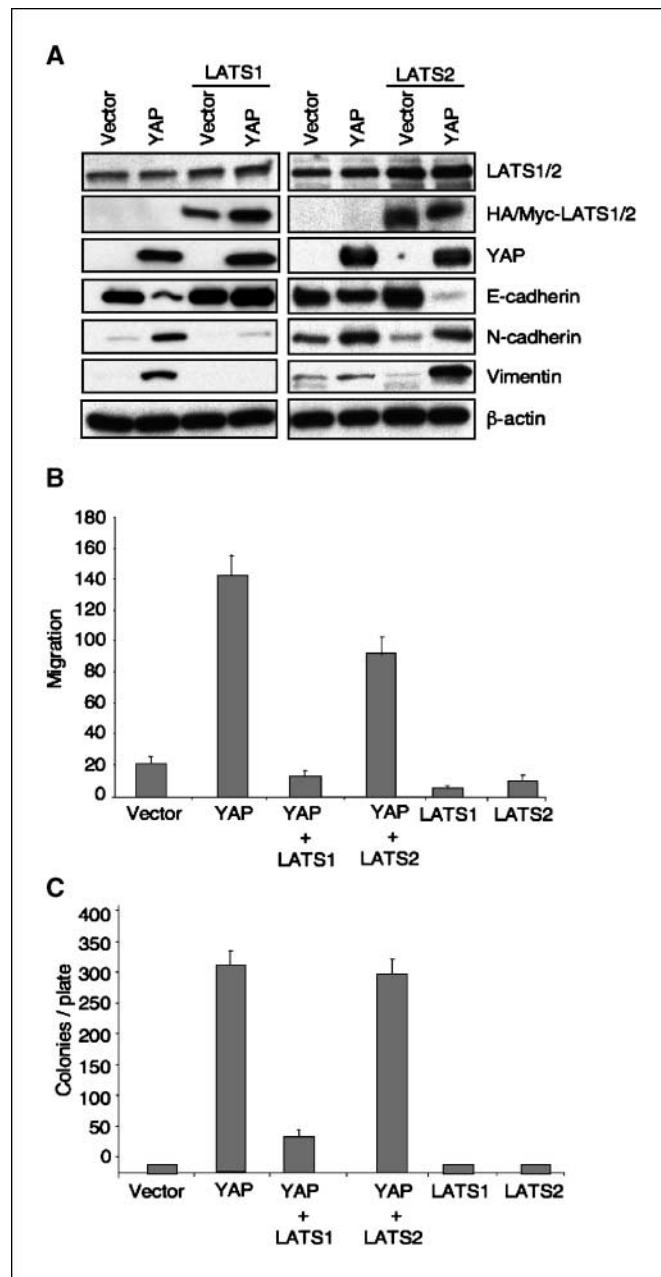 A
LATS1
LATS2
Vector YAP Vector YAP Vector YAP Vector YAP
LATS1/2
HA/Myc-LATS1/2
YAP
E-cadherin
N-cadherin
Vimentin
β-actin
B
Migration
180
160
140
120
100
80
60
40
20
0
Vector YAP YAP + LATS1 YAP + LATS2 LATS1 LATS2
C
Colonies / plate
400
350
300
250
200
150
100
50
0
Vector YAP YAP + LATS1 YAP + LATS2 LATS1 LATS2